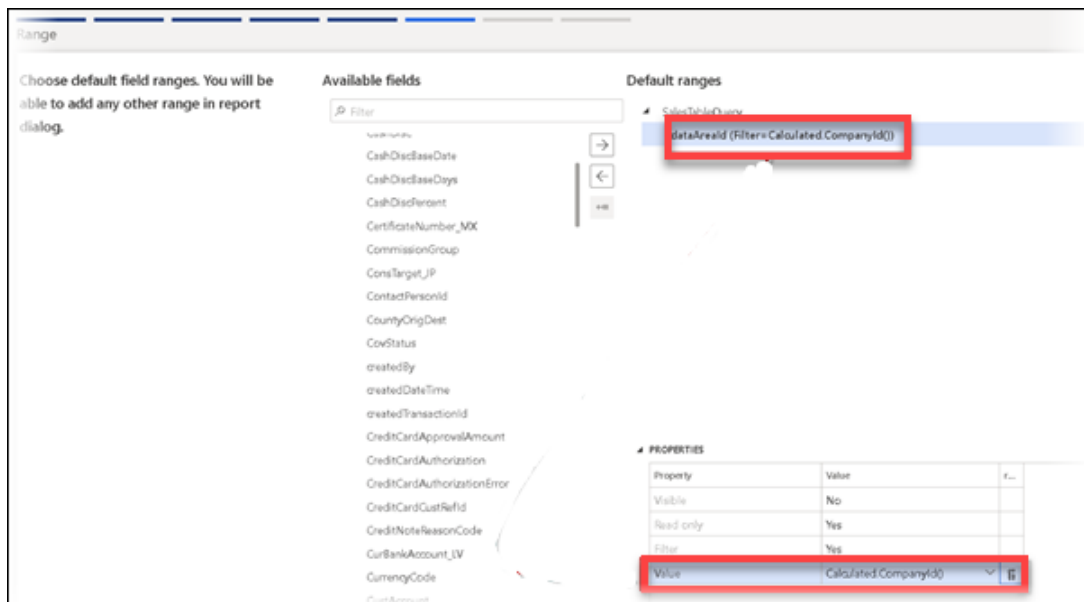 Range
Choose default field ranges. You will be
able to add any other range in report
dialog.
Available fields
Filter
CashDisc
CashDiscBaseDate
CashDiscBaseDays
CashDiscPercent
CertificateNumber_MX
CommissionGroup
ConsTarget_JP
ContactPersonId
CountyOrigDest
CovStatus
createdBy
createdDateTime
createdTransactionId
CreditCardApprovalAmount
CreditCardAuthorization
CreditCardAuthorizationError
CreditCardCustRefId
CreditNoteReasonCode
CurBankAccount_LV
CurrencyCode
CustAccount
Default ranges
SalesTableQuery
dataAreaId (Filter=Calculated.CompanyId())
PROPERTIES
Property Value r...
Visible No
Read only Yes
Filter Yes
Value Calculated.CompanyId()